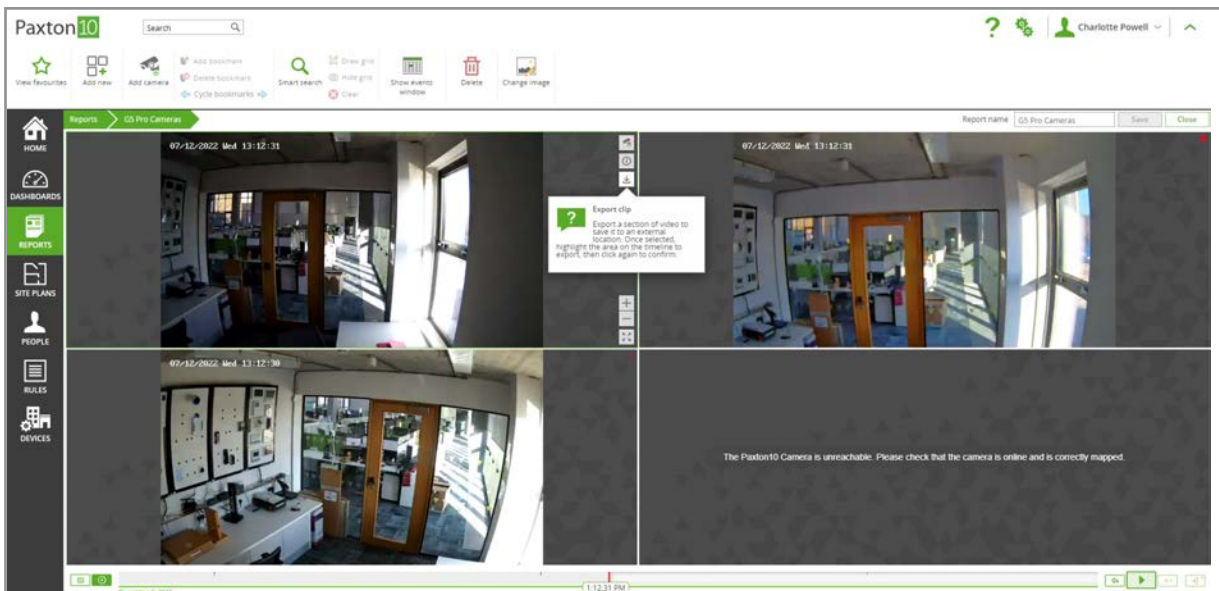 Paxton10
Search
? Charlotte Powell
View favourites
Add new
Add camera
Add bookmark
Delete bookmark
Cycle bookmarks
Smart search
Draw grid
Hide grid
Clear
Show events
window
Delete
Change image
HOME
DASHBOARDS
REPORTS
SITE PLANS
PEOPLE
RULES
DEVICES
Reports G5 Pro Cameras
Report name G5 Pro Cameras Save Close
07/12/2022 Wed 13:12:31
07/12/2022 Wed 13:12:31
?
Export clip
Export a section of video to
save it to an external
location. Once selected,
highlight the area on the timeline to
export, then click again to confirm.
07/12/2022 Wed 13:12:30
The Paxton10 Camera is unreachable. Please check that the camera is online and is correctly mapped.
1:12:31 PM